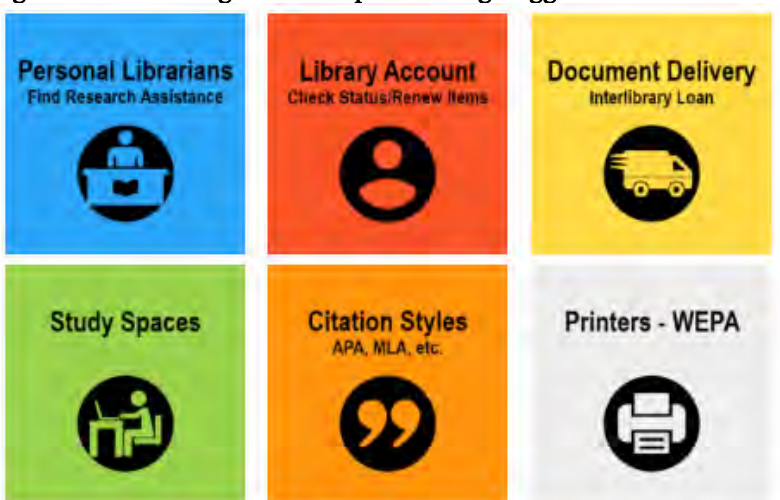 Personal Librarians
Find Research Assistance
Library Account
Check Status/Renew Items
Document Delivery
Interlibrary Loan
Study Spaces
Citation Styles
APA, MLA, etc.
Printers - WEPA